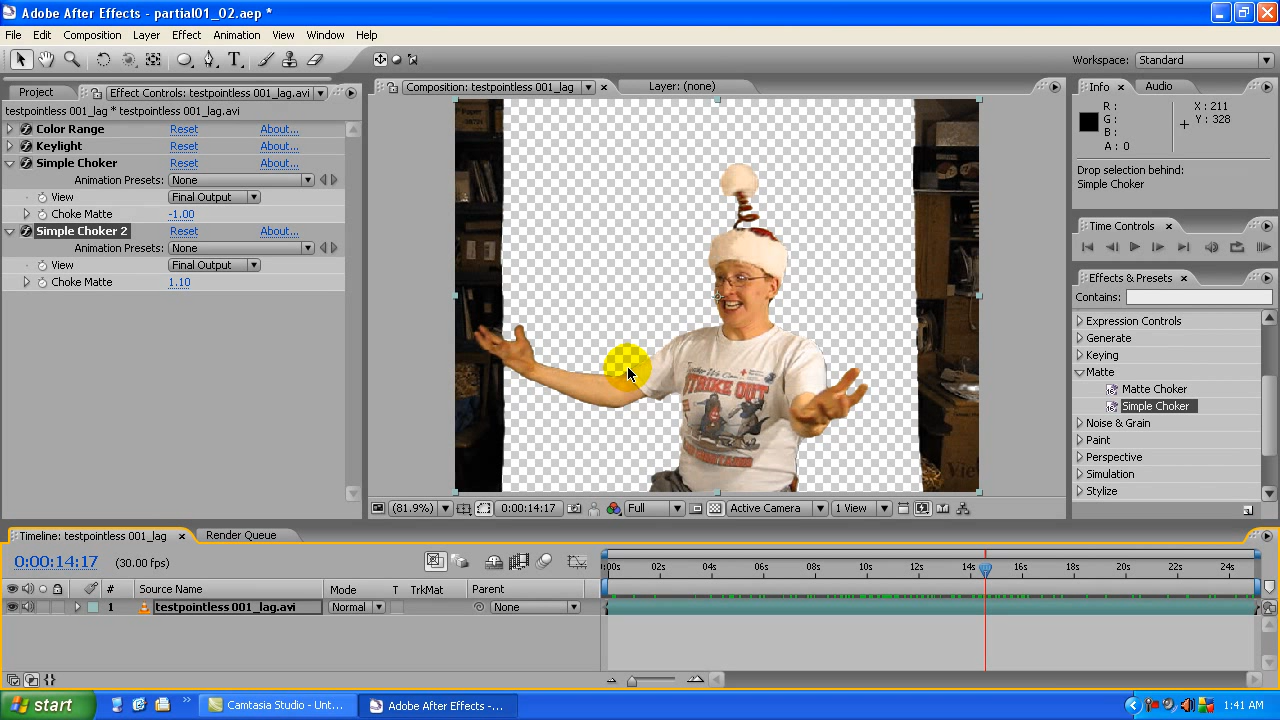 Adobe After Effects - partial01_02.aep *
File Edit Composition Layer Effect Animation View Window Help
Workspace: Standard
Project Effect Controls: testpointless 001_lag.avi
testpointless 001_lag * testpointless 001_lag.avi
Color Range Reset About...
Keylight Reset About...
Simple Choker Reset About...
Animation Presets: None
View Final Output
Choke Matte -1.00
Simple Choker 2 Reset About...
Animation Presets: None
View Final Output
Choke Matte 1.10
Composition: testpointless 001_lag Layer: (none)
STRIKE OUT
(81.9%) 0:00:14:17 Full Active Camera 1 View
Info Audio
R :
G :
B :
A : 0
X : 211
Y : 328
Drop selection behind:
Simple Choker
Time Controls
Effects & Presets
Contains:
Expression Controls
Generate
Keying
Matte
Matte Choker
Simple Choker
Noise & Grain
Paint
Perspective
Simulation
Stylize
Timeline: testpointless 001_lag Render Queue
0:00:14:17 (30.00 fps)
# Source Name Mode T TrkMat Parent
:00s 02s 04s 06s 08s 10s 12s 14s 16s 18s 20s 22s 24s
1 testpointless 001_lag.avi Normal None
start Camtasia Studio - Unt... Adobe After Effects -... 1:41 AM